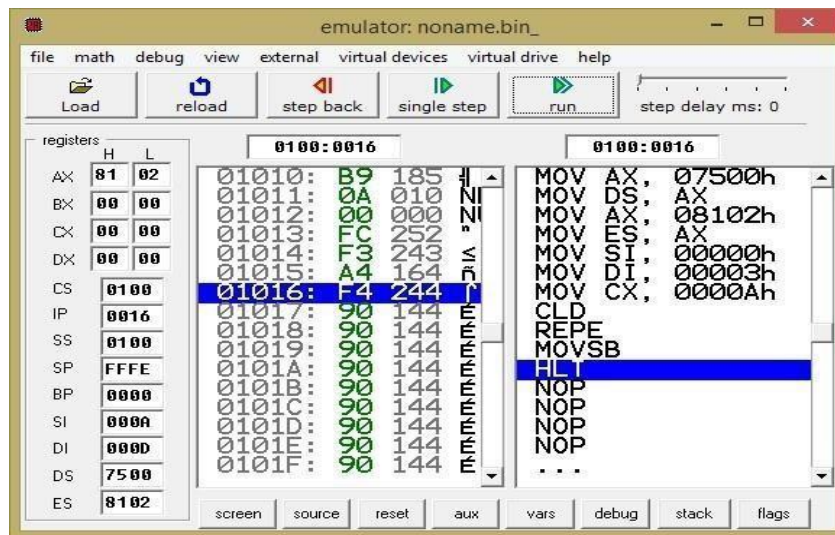 emulator: noname.bin_
file math debug view external virtual devices virtual drive help
Load reload step back single step run step delay ms: 0
registers
H L
AX 81 02
BX 00 00
CX 00 00
DX 00 00
CS 0100
IP 0016
SS 0100
SP FFFE
BP 0000
SI 000A
DI 000D
DS 7500
ES 8102
0100:0016
01010: B9 185 ╣
01011: 0A 010 NE
01012: 00 000 NU
01013: FC 252 ⁿ
01014: F3 243 ≤
01015: A4 164 ñ
01016: F4 244 ⌠
01017: 90 144 É
01018: 90 144 É
01019: 90 144 É
0101A: 90 144 É
0101B: 90 144 É
0101C: 90 144 É
0101D: 90 144 É
0101E: 90 144 É
0101F: 90 144 É
0100:0016
MOV AX, 07500h
MOV DS, AX
MOV AX, 08102h
MOV ES, AX
MOV SI, 00000h
MOV DI, 00003h
MOV CX, 0000Ah
CLD
REPE
MOVSB
HLT
NOP
NOP
NOP
NOP
...
screen source reset aux vars debug stack flags